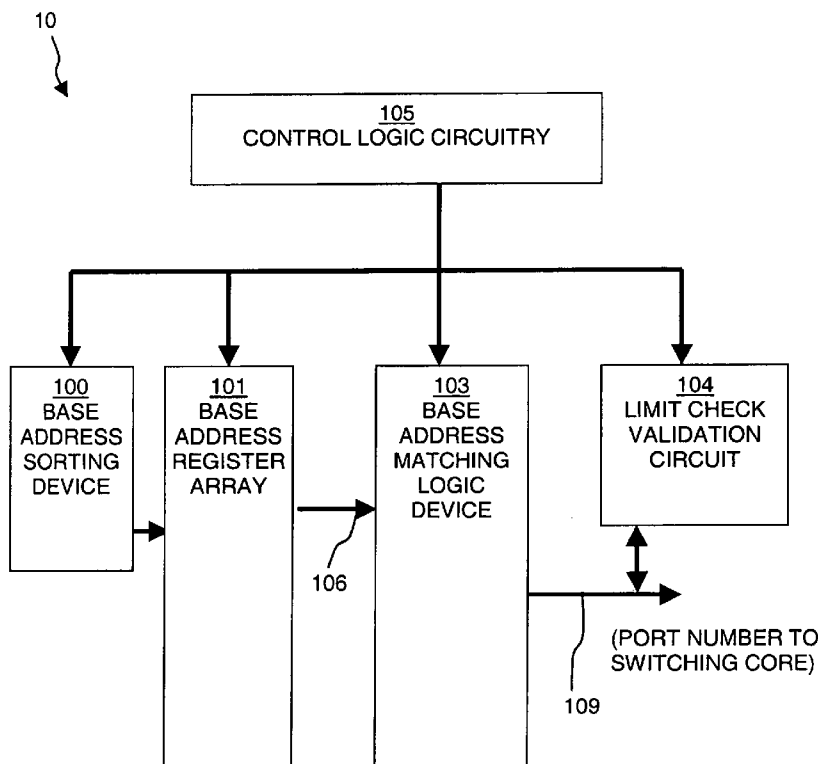 10
105
CONTROL LOGIC CIRCUITRY
100
BASE
ADDRESS
SORTING
DEVICE
101
BASE
ADDRESS
REGISTER
ARRAY
103
BASE
ADDRESS
MATCHING
LOGIC
DEVICE
104
LIMIT CHECK
VALIDATION
CIRCUIT
106
109
(PORT NUMBER TO
SWITCHING CORE)